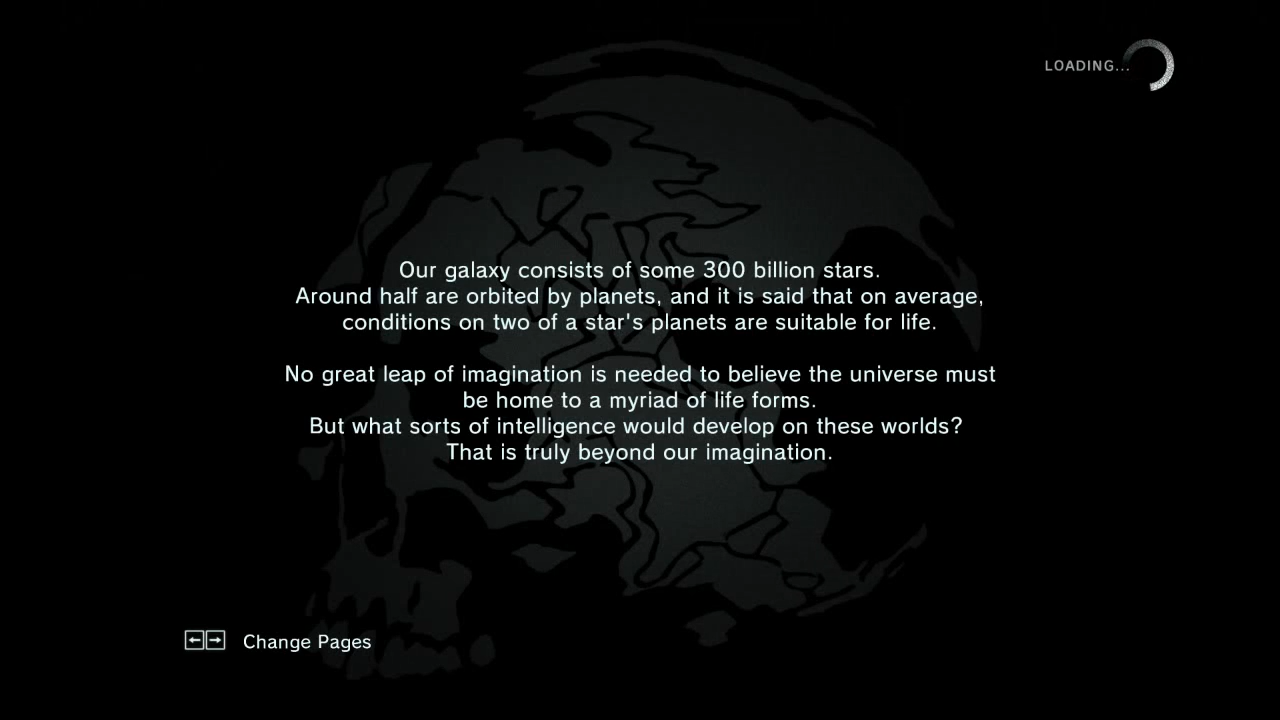 LOADING...
Our galaxy consists of some 300 billion stars.
Around half are orbited by planets, and it is said that on average,
conditions on two of a star's planets are suitable for life.
No great leap of imagination is needed to believe the universe must
be home to a myriad of life forms.
But what sorts of intelligence would develop on these worlds?
That is truly beyond our imagination.
Change Pages